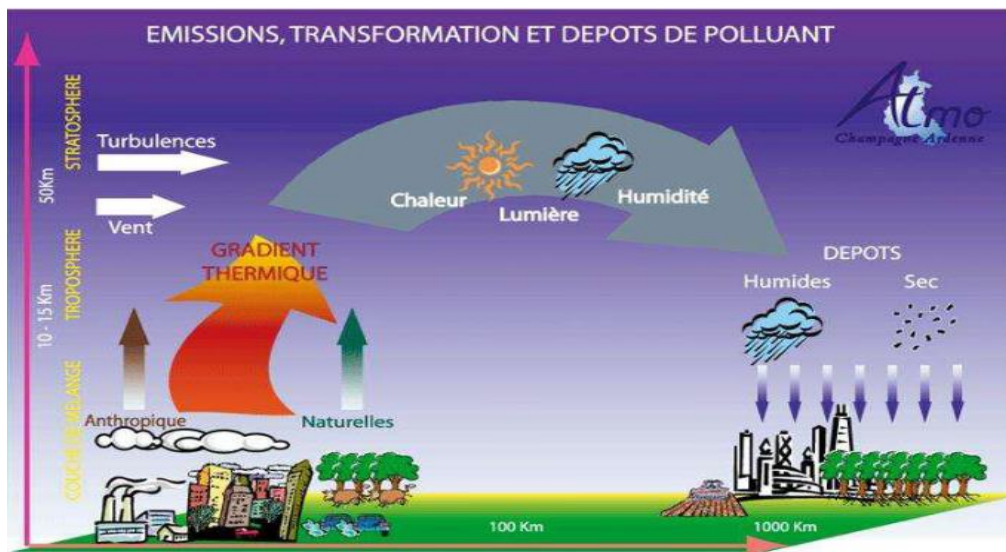 EMISSIONS, TRANSFORMATION ET DEPOTS DE POLLUANT
Atmo
Champagne Ardenne
STRATOSPHERE
50Km
Turbulences
Vent
Chaleur
Lumière
Humidité
TROPOSPHERE
10 - 15 Km
GRADIENT
THERMIQUE
DEPOTS
Humides
Sec
COUCHE DE MELANGE
Anthropique
Naturelles
100 Km
1000 Km